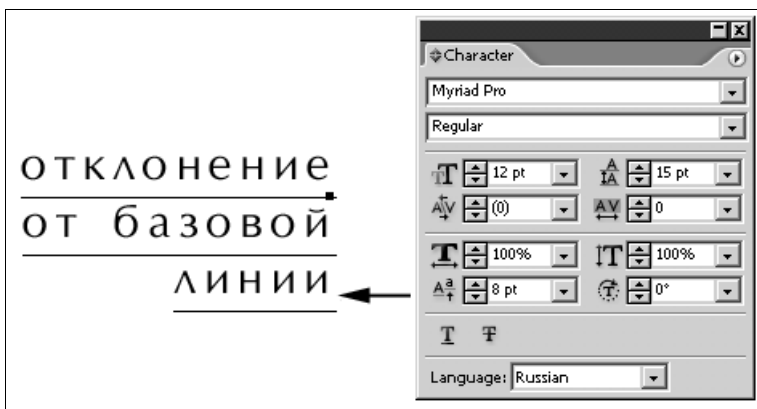 отклонение
от базовой
линии
Character
Myriad Pro
Regular
12 pt
15 pt
(0)
0
100%
100%
8 pt
0°
Language: Russian